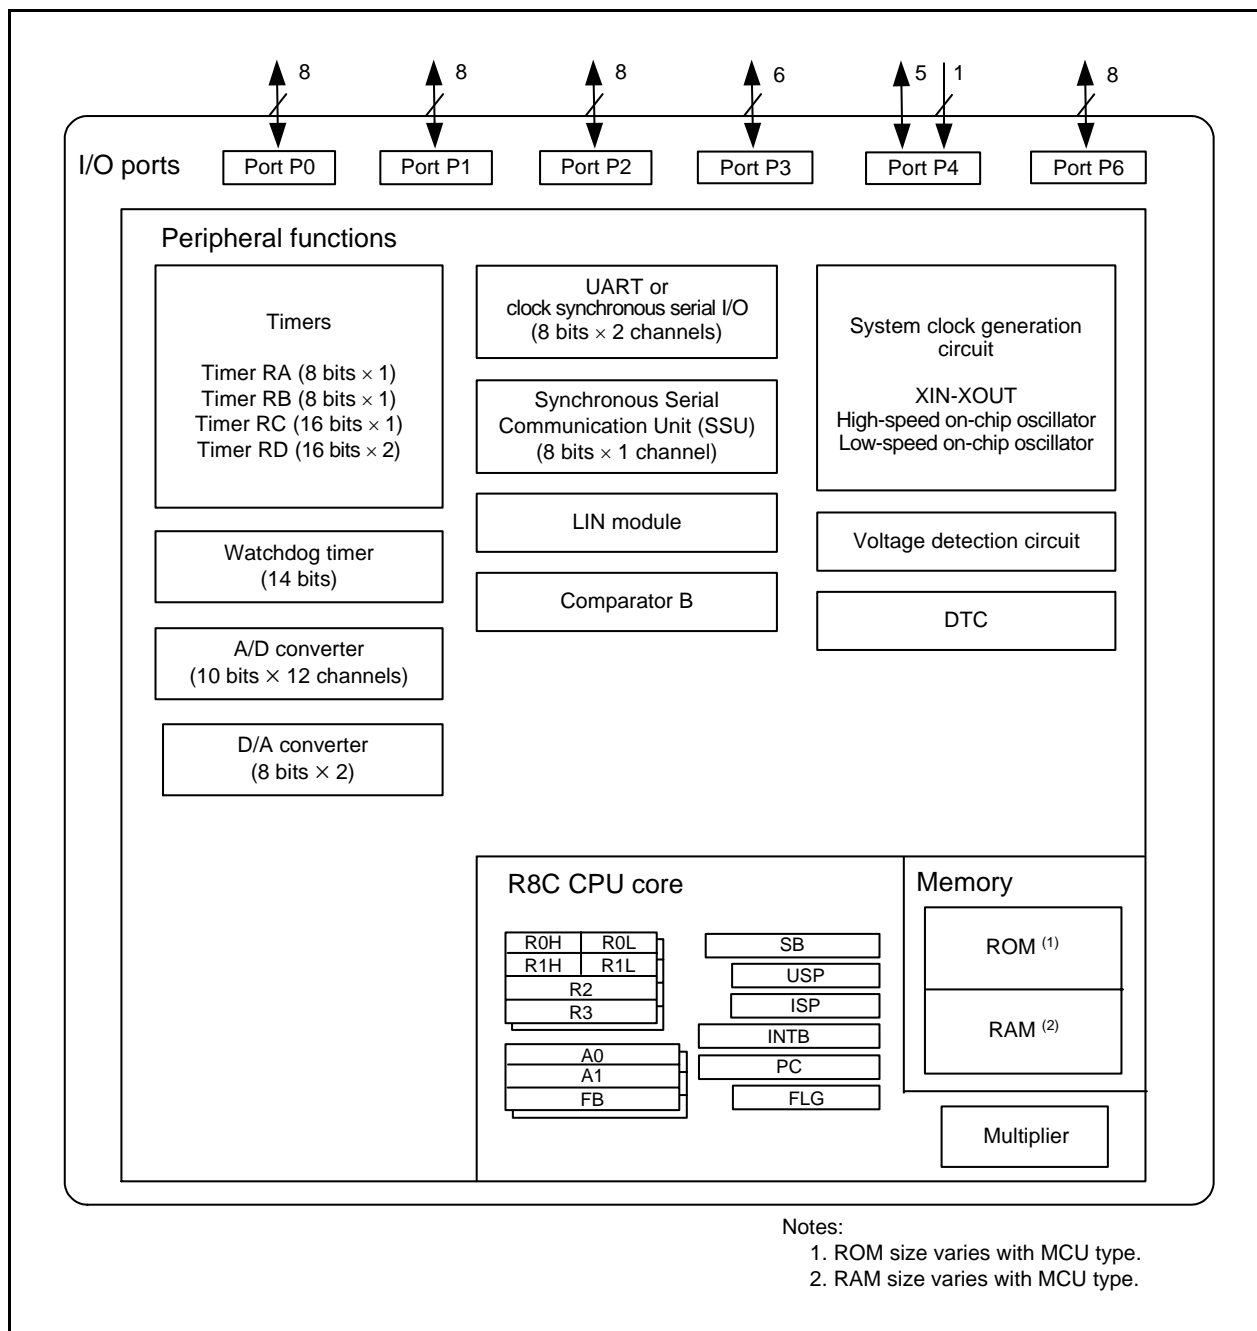 8 8 8 6 5 1 8
I/O ports
Port P0 Port P1 Port P2 Port P3 Port P4 Port P6
Peripheral functions
Timers
Timer RA (8 bits × 1)
Timer RB (8 bits × 1)
Timer RC (16 bits × 1)
Timer RD (16 bits × 2)
Watchdog timer
(14 bits)
A/D converter
(10 bits × 12 channels)
D/A converter
(8 bits × 2)
UART or
clock synchronous serial I/O
(8 bits × 2 channels)
Synchronous Serial
Communication Unit (SSU)
(8 bits × 1 channel)
LIN module
Comparator B
System clock generation
circuit
XIN-XOUT
High-speed on-chip oscillator
Low-speed on-chip oscillator
Voltage detection circuit
DTC
R8C CPU core
R0H R0L
R1H R1L
R2
R3
A0
A1
FB
SB
USP
ISP
INTB
PC
FLG
Memory
ROM (1)
RAM (2)
Multiplier
Notes:
1. ROM size varies with MCU type.
2. RAM size varies with MCU type.